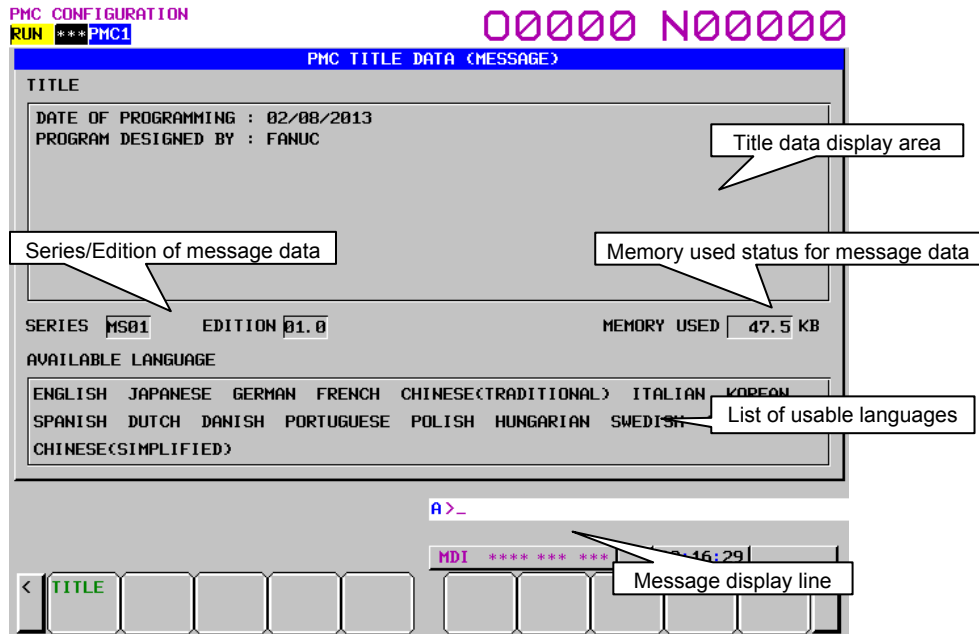 PMC CONFIGURATION
RUN *** PMC1
O0000 N00000
PMC TITLE DATA (MESSAGE)
TITLE
DATE OF PROGRAMMING : 02/08/2013
PROGRAM DESIGNED BY : FANUC
Title data display area
Series/Edition of message data
Memory used status for message data
SERIES MS01 EDITION 01.0 MEMORY USED 47.5 KB
AVAILABLE LANGUAGE
ENGLISH JAPANESE GERMAN FRENCH CHINESE(TRADITIONAL) ITALIAN KOREAN
SPANISH DUTCH DANISH PORTUGUESE POLISH HUNGARIAN SWEDISH
List of usable languages
CHINESE(SIMPLIFIED)
A>_
MDI **** *** *** :16:29
Message display line
< TITLE